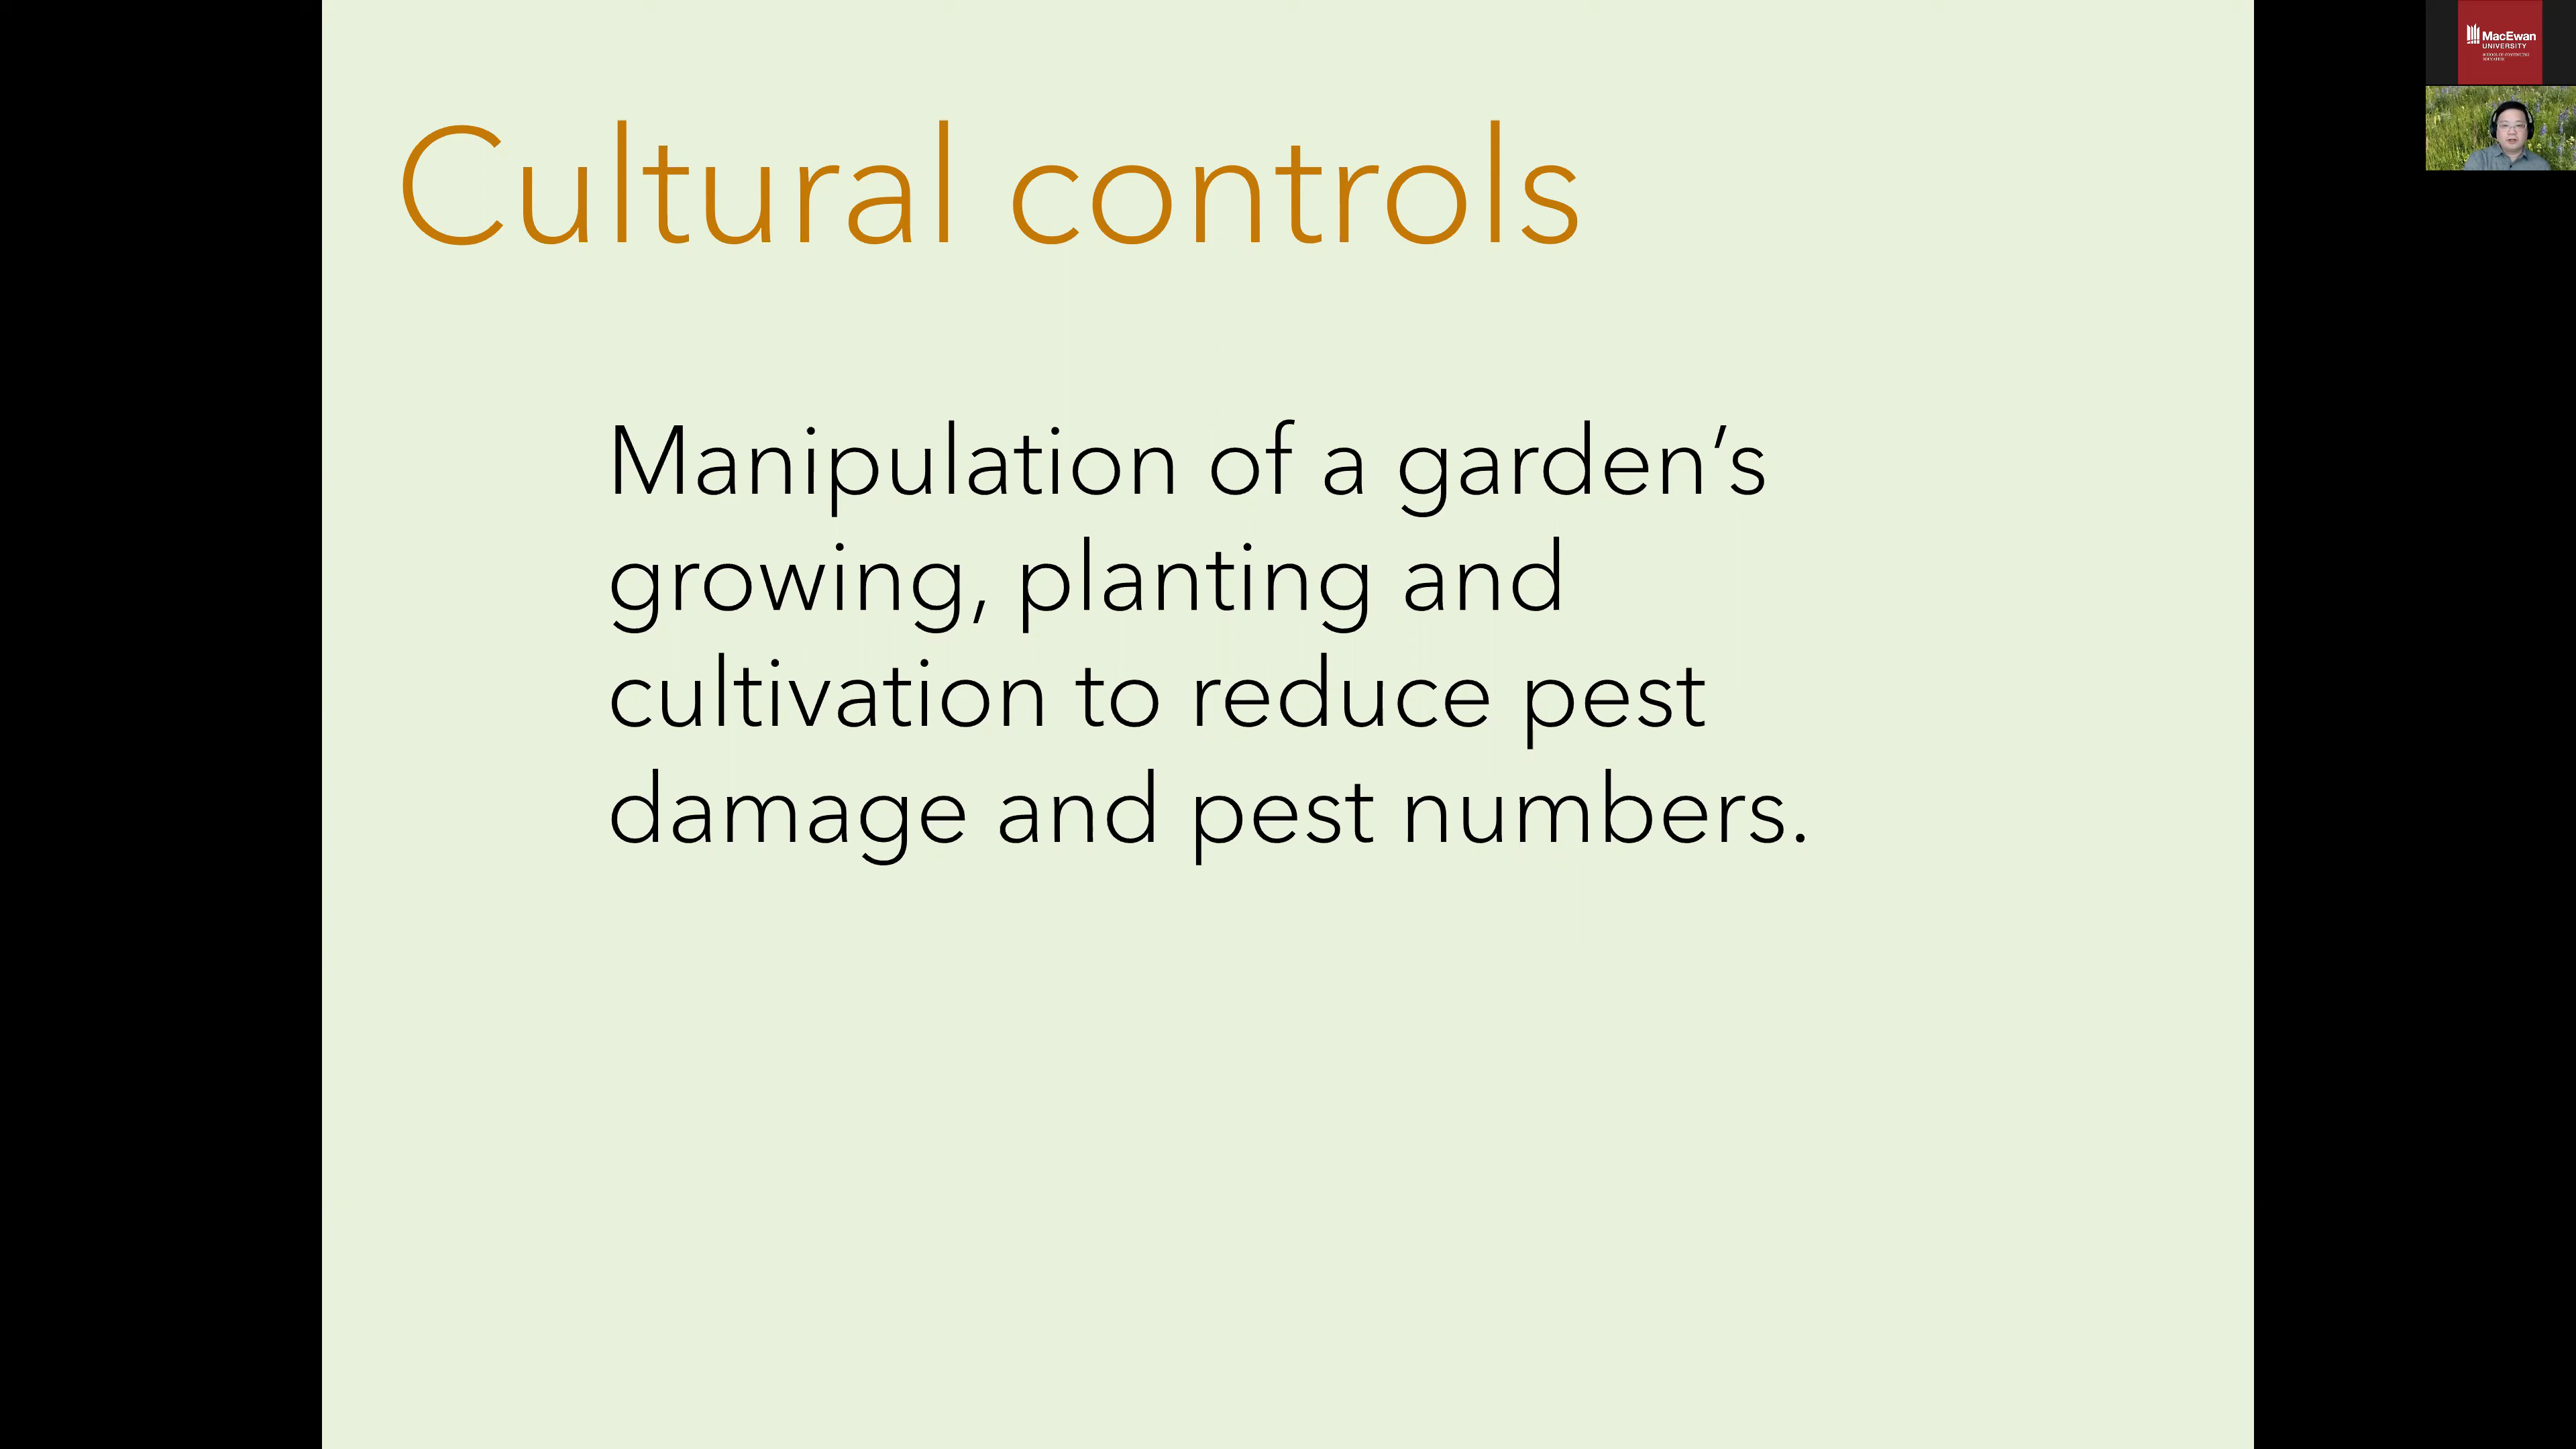 Cultural controls
Manipulation of a garden’s
growing, planting and
cultivation to reduce pest
damage and pest numbers.
MacEwan
UNIVERSITY